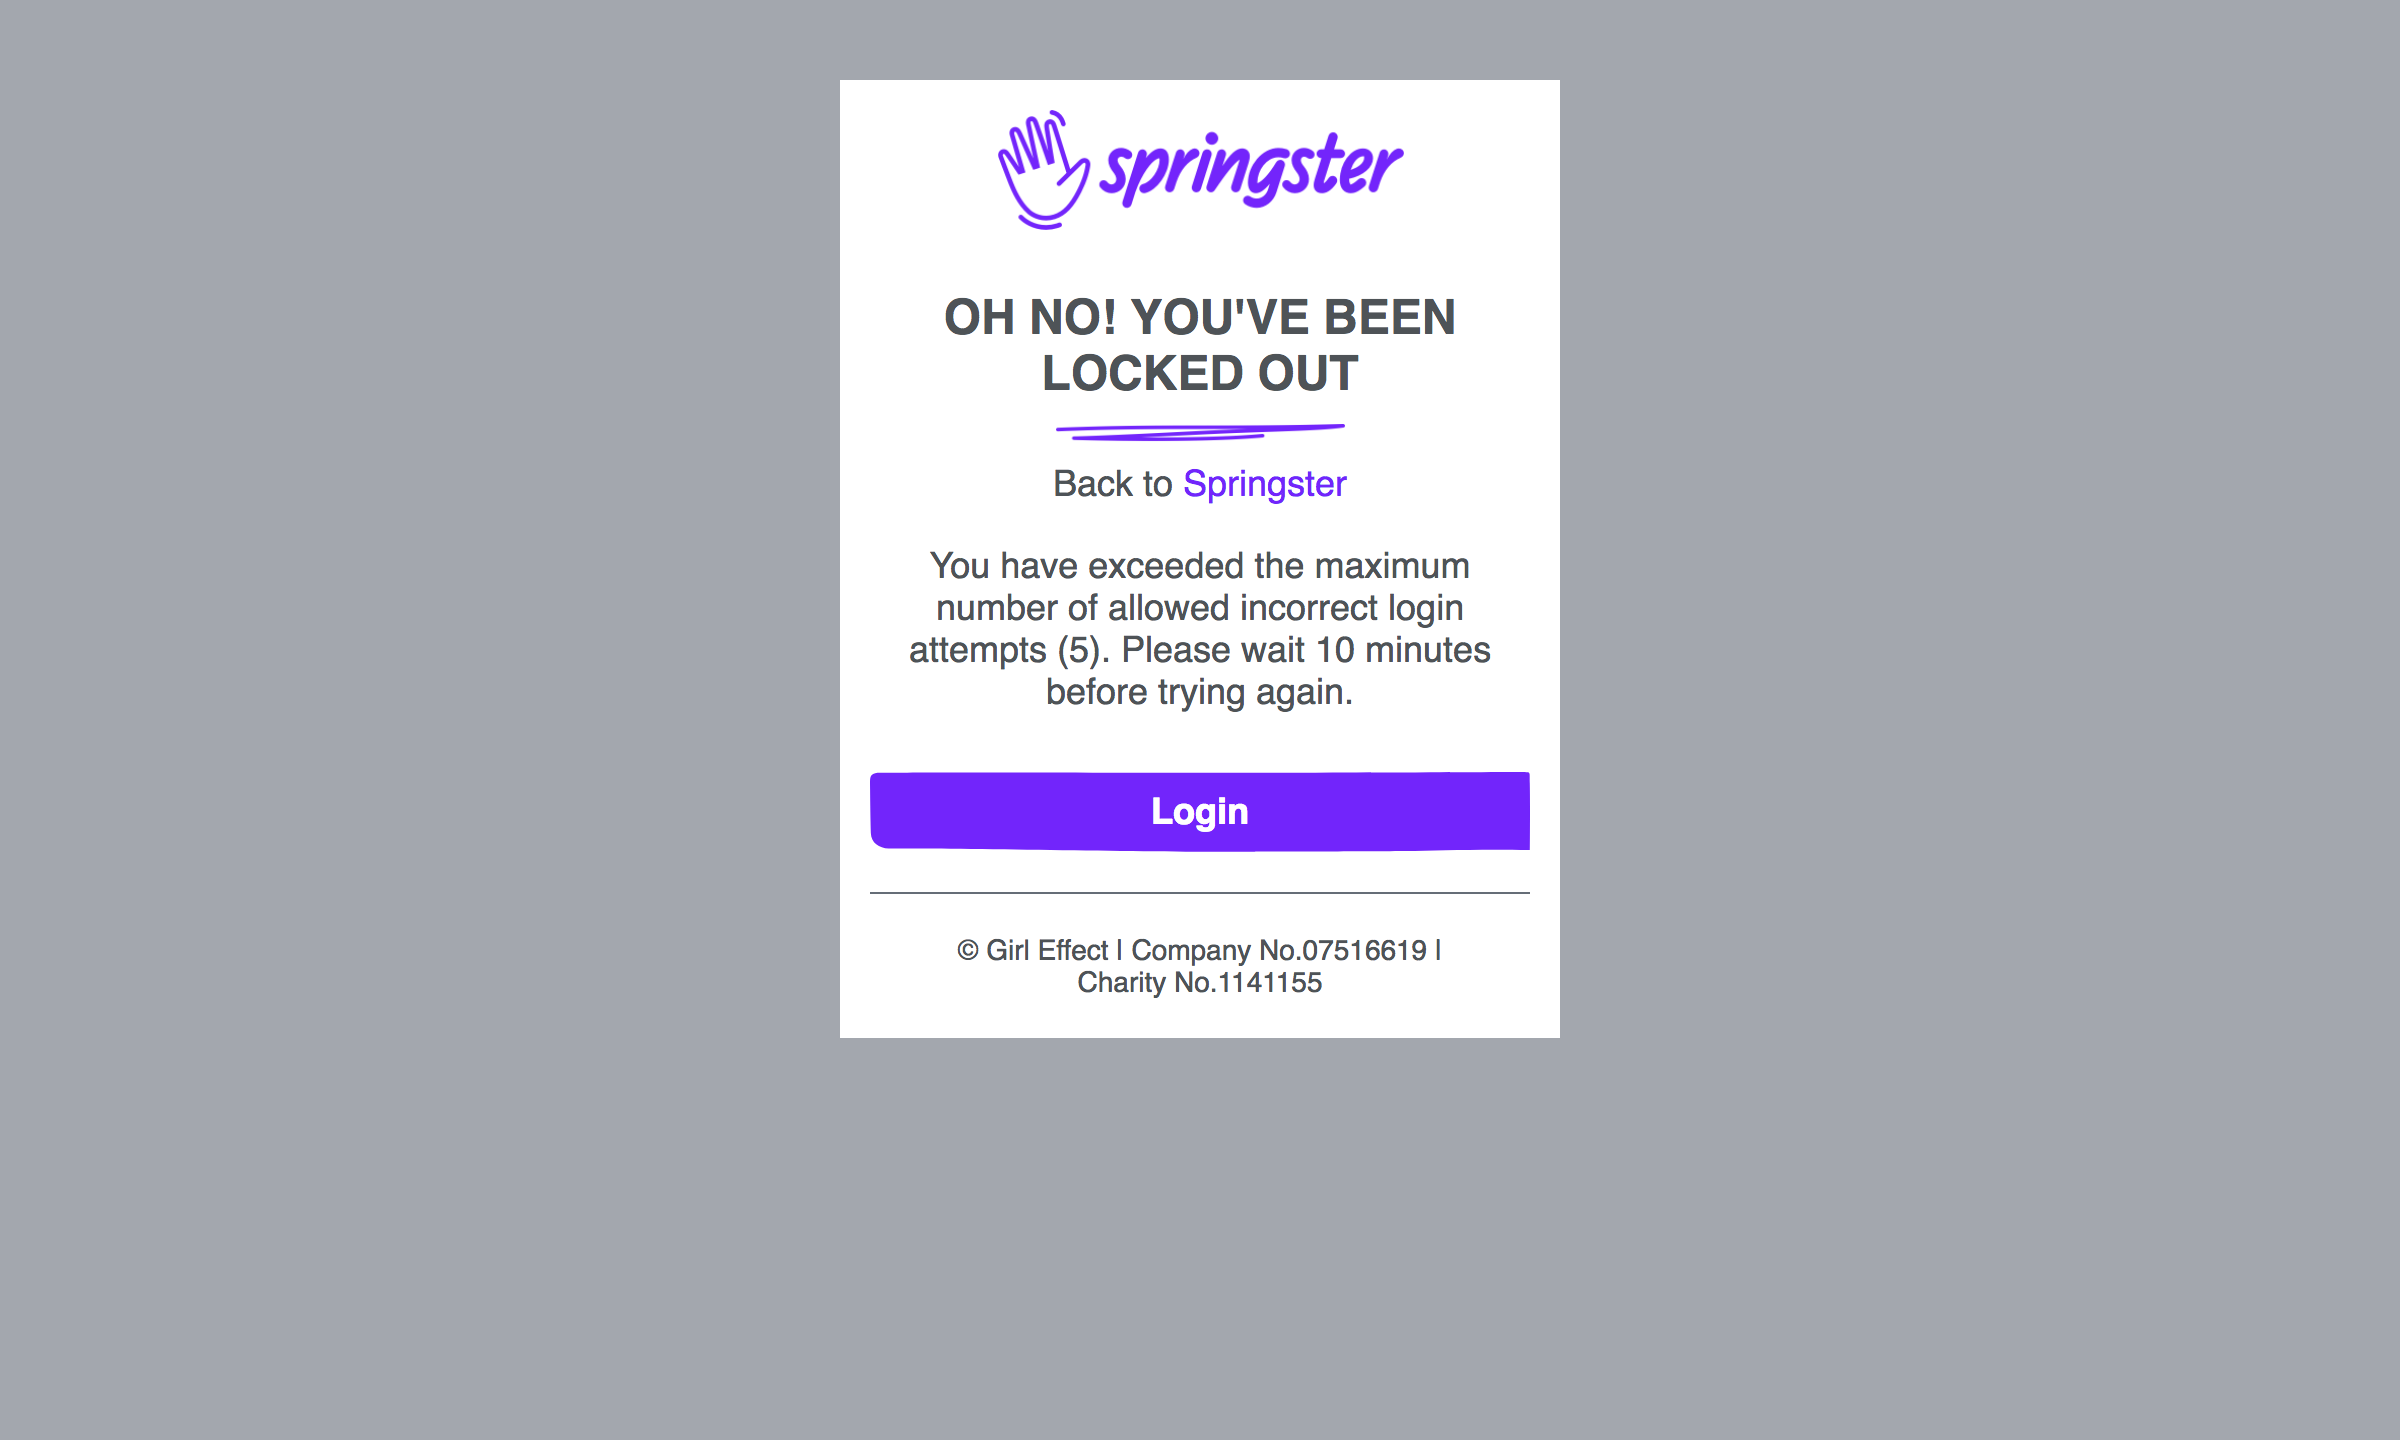 springster
OH NO! YOU'VE BEEN
LOCKED OUT
Back to Springster
You have exceeded the maximum
number of allowed incorrect login
attempts (5). Please wait 10 minutes
before trying again.
Login
© Girl Effect | Company No.07516619 |
Charity No.1141155